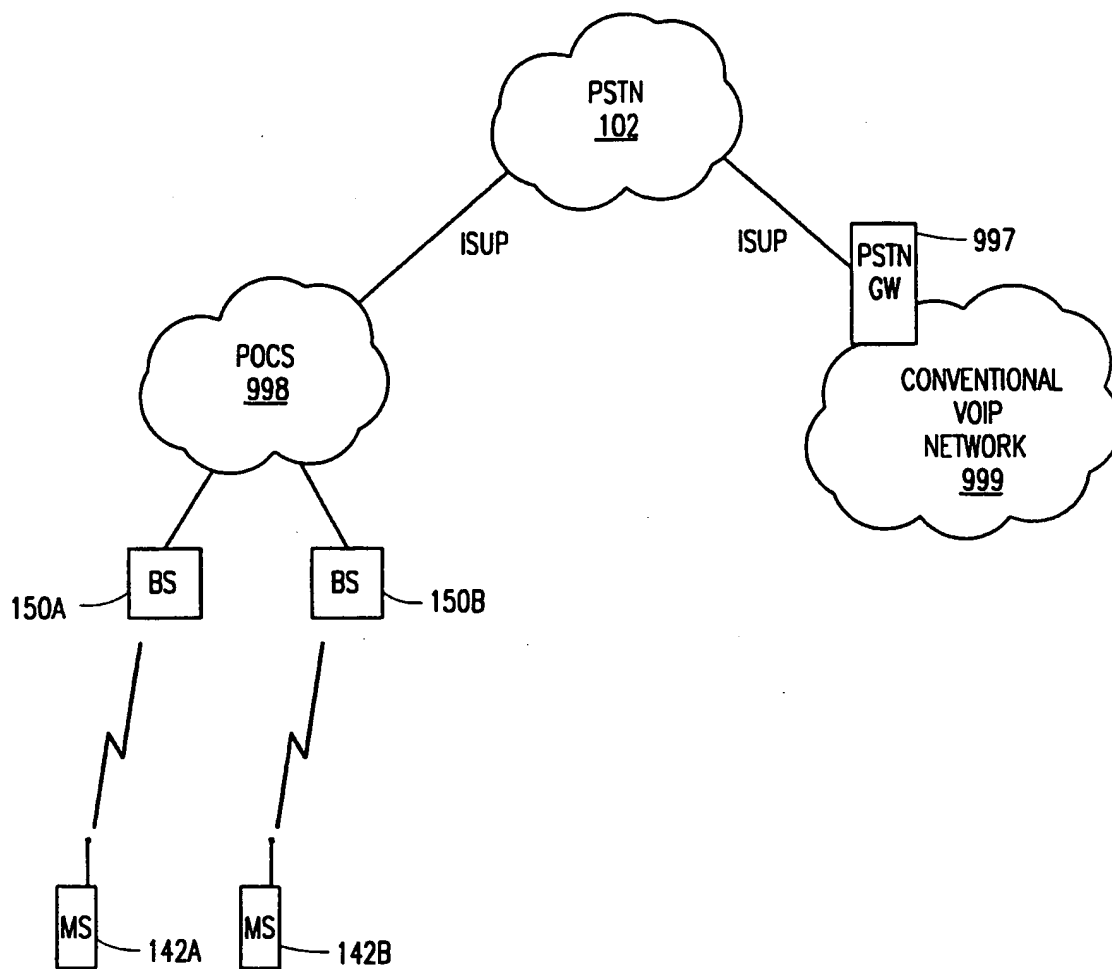 PSTN
102
ISUP
ISUP
PSTN
GW
997
POCS
998
CONVENTIONAL
VOIP
NETWORK
999
BS
150A
BS
150B
MS
142A
MS
142B